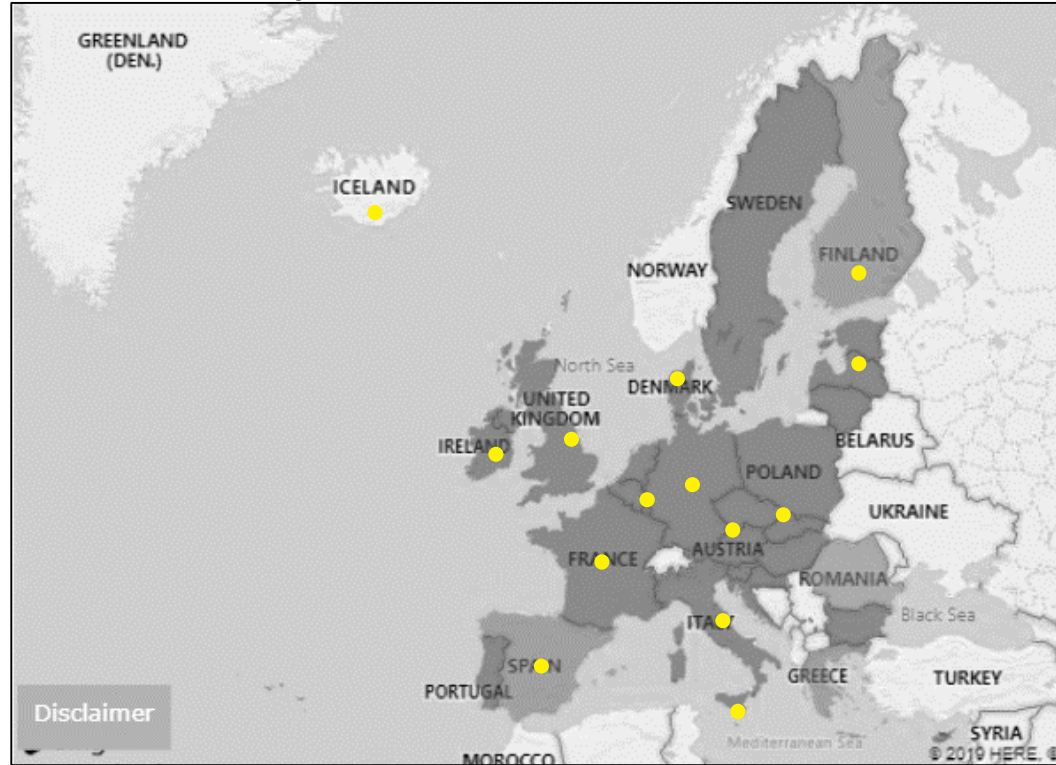 GREENLAND
(DEN.)
ICELAND
SWEDEN
FINLAND
NORWAY
North Sea
DENMARK
UNITED
KINGDOM
IRELAND
BELARUS
POLAND
UKRAINE
FRANCE
AUSTRIA
ROMANIA
Black Sea
ITALY
SPAIN
PORTUGAL
GREECE
TURKEY
Disclaimer
SYRIA
Mediterranean Sea
MOROCCO
© 2019 HERE, ©